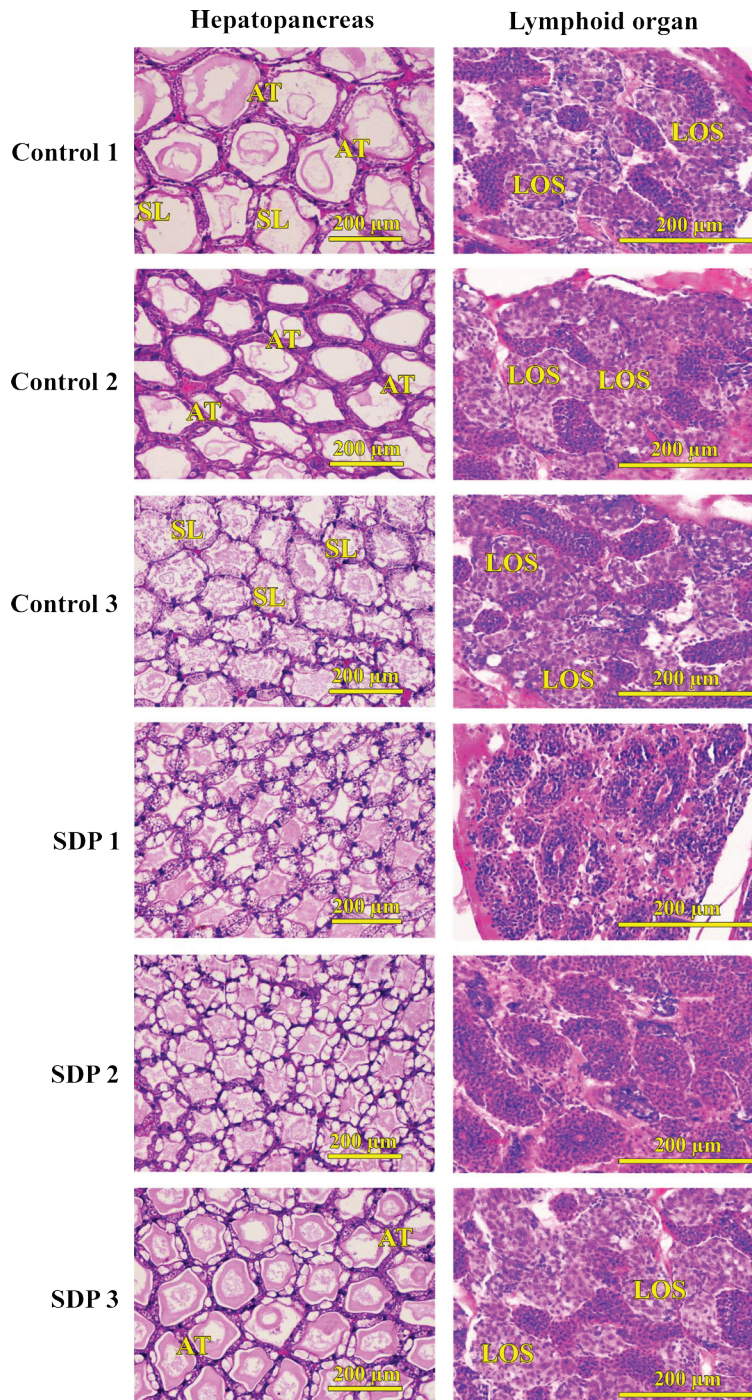 Hepatopancreas
Lymphoid organ
Control 1
AT
AT
SL
SL
200 µm
LOS
LOS
200 µm
Control 2
AT
AT
AT
200 µm
LOS
LOS
200 µm
Control 3
SL
SL
SL
200 µm
LOS
LOS
200 µm
SDP 1
200 µm
200 µm
SDP 2
200 µm
200 µm
SDP 3
AT
AT
200 µm
LOS
LOS
200 µm